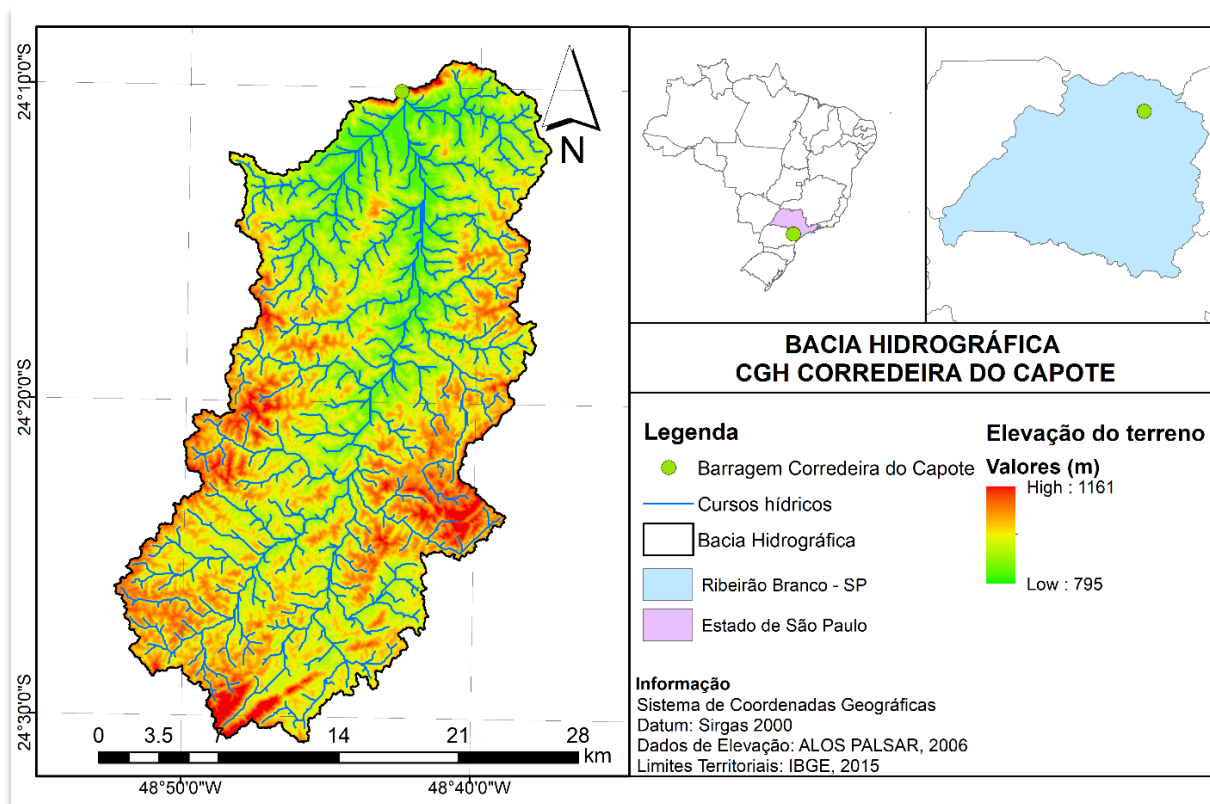 24°10'0"S
24°20'0"S
24°30'0"S
N
0 3.5 7 14 21 28
km
48°50'0"W 48°40'0"W
BACIA HIDROGRÁFICA
CGH CORREDEIRA DO CAPOTE
Legenda
Barragem Corredeira do Capote
Cursos hídricos
Bacia Hidrográfica
Ribeirão Branco - SP
Estado de São Paulo
Elevação do terreno
Valores (m)
High : 1161
Low : 795
Informação
Sistema de Coordenadas Geográficas
Datum: Sirgas 2000
Dados de Elevação: ALOS PALSAR, 2006
Limites Territoriais: IBGE, 2015